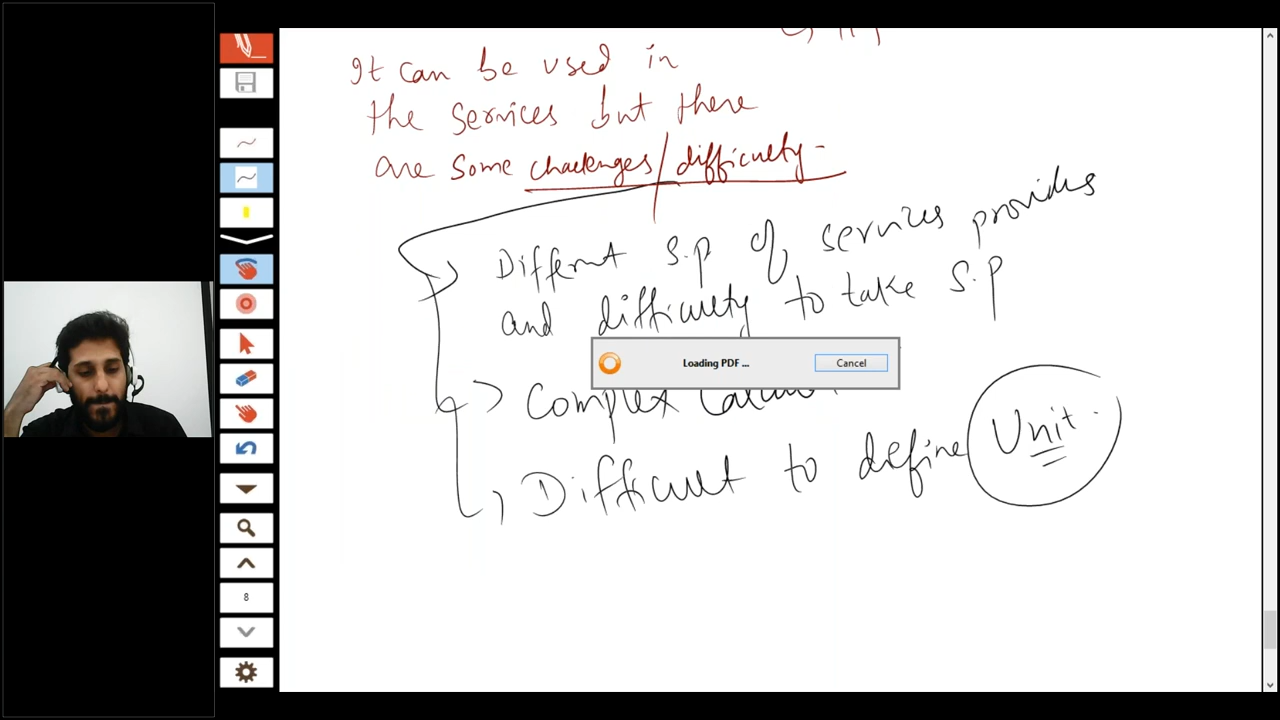 It can be used in
the services but there
are some challenges/difficulty-
Different s.p of services provides
and difficulty to take s.p
Loading PDF ...
Cancel
Complex
Difficult to define Unit.
8